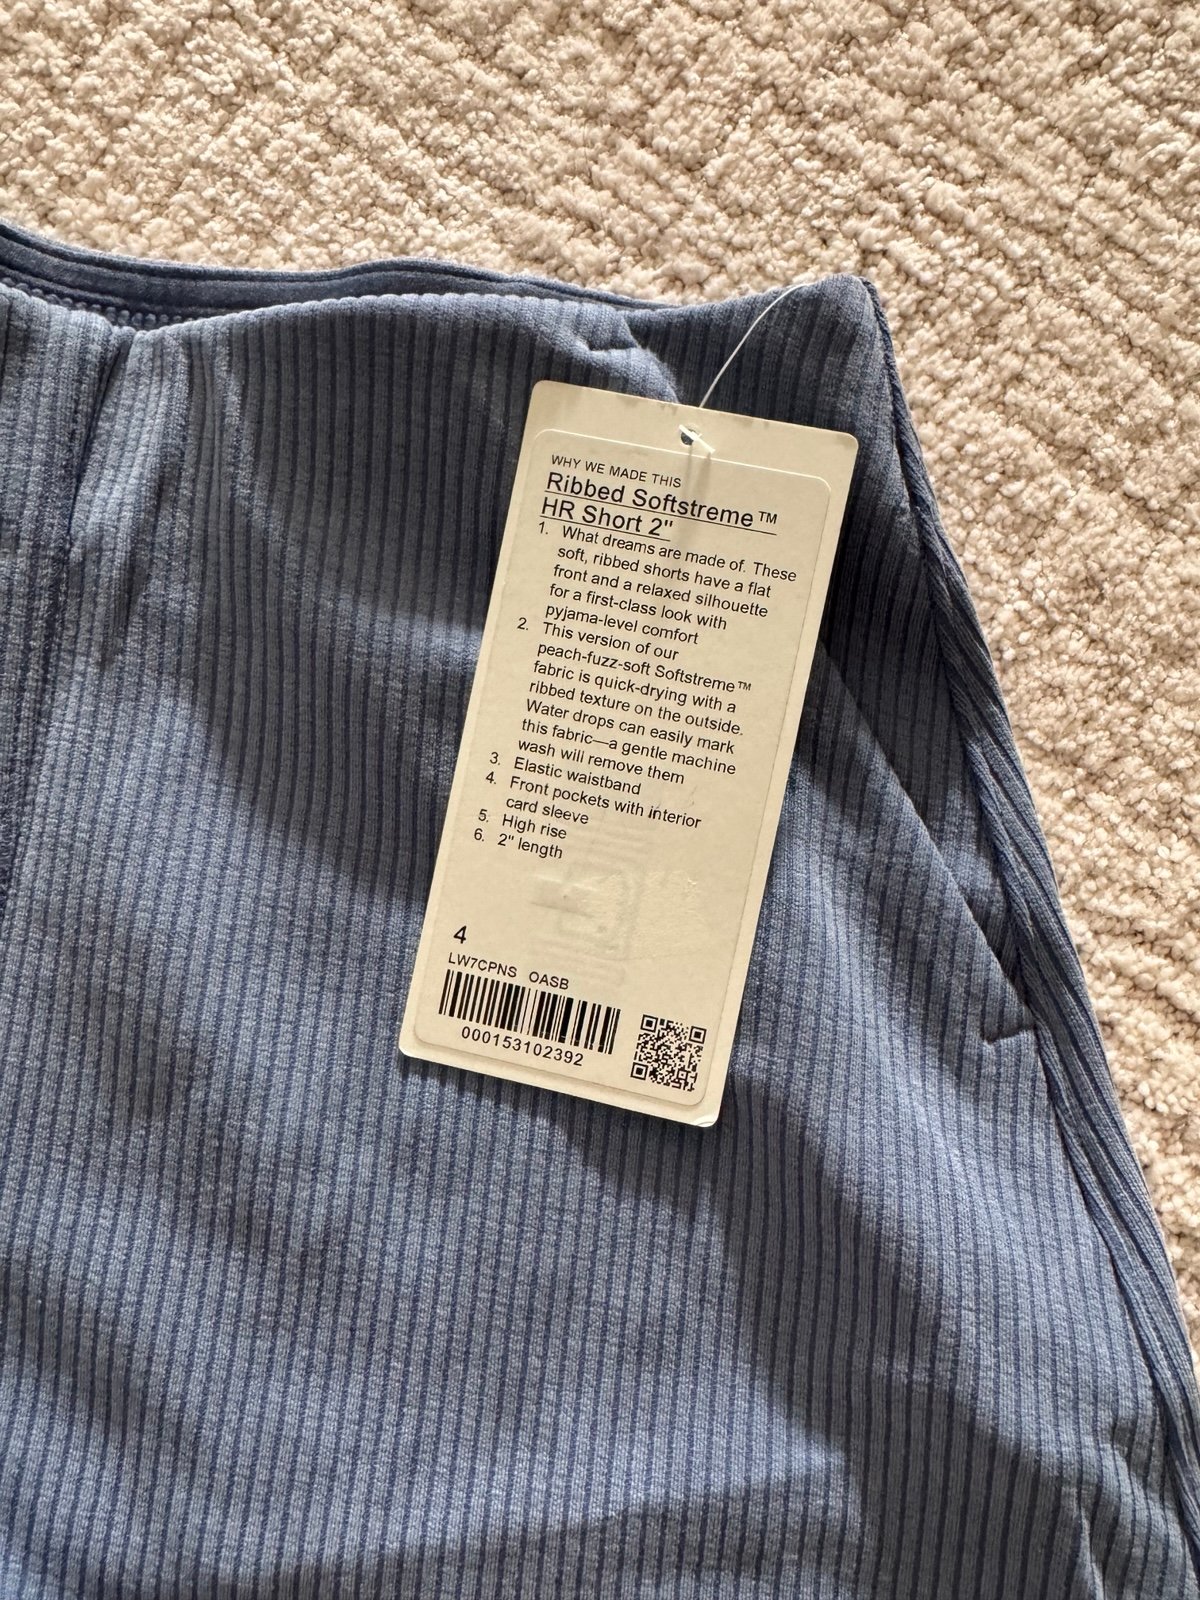 WHY WE MADE THIS
Ribbed Softstreme™
HR Short 2"
1. What dreams are made of. These
soft, ribbed shorts have a flat
front and a relaxed silhouette
for a first-class look with
pyjama-level comfort
2. This version of our
peach-fuzz-soft Softstreme™
fabric is quick-drying with a
ribbed texture on the outside.
Water drops can easily mark
this fabric—a gentle machine
wash will remove them
3. Elastic waistband
4. Front pockets with interior
card sleeve
5. High rise
6. 2" length
4
LW7CPNS OASB
000153102392